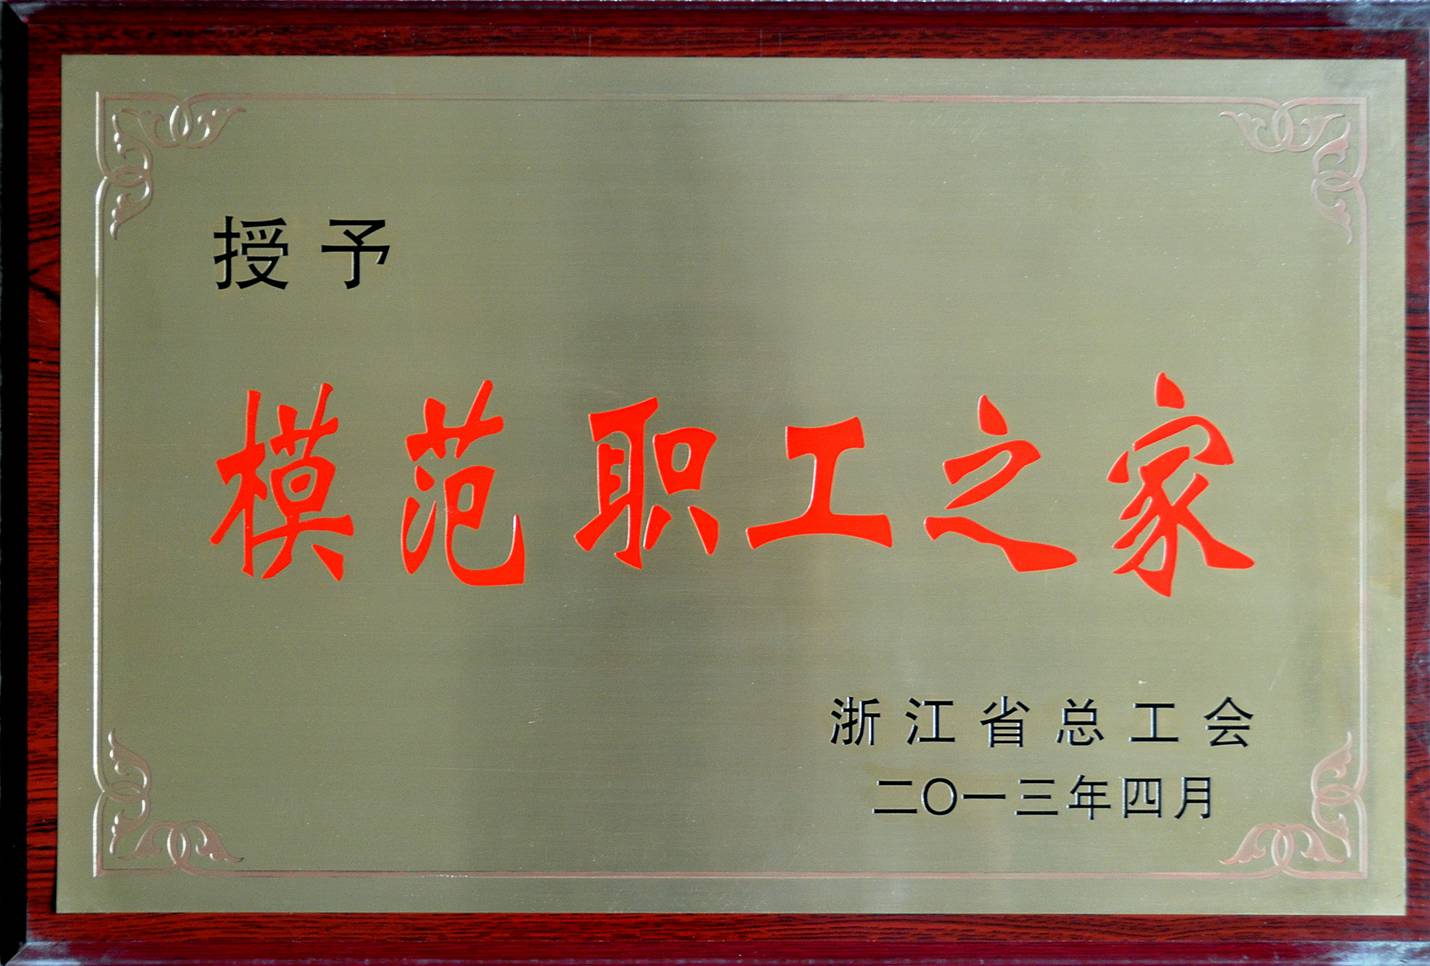 授予
模范职工之家
浙江省总工会
二〇一三年四月